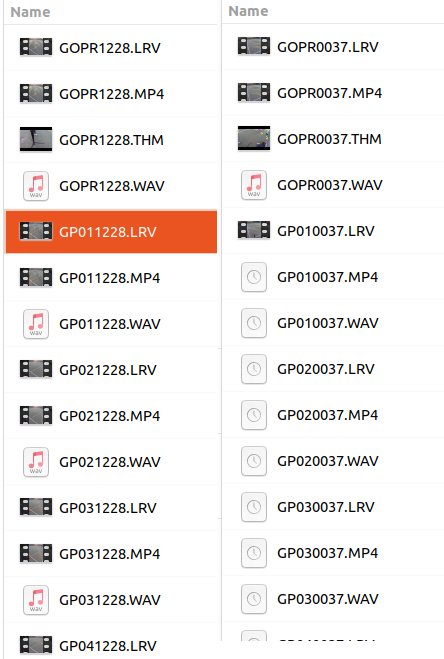 Name
GOPR1228.LRV
GOPR1228.MP4
GOPR1228.THM
wav
GOPR1228.WAV
GP011228.LRV
GP011228.MP4
wav
GP011228.WAV
GP021228.LRV
GP021228.MP4
wav
GP021228.WAV
GP031228.LRV
GP031228.MP4
wav
GP031228.WAV
GP041228.LRV
Name
GOPR0037.LRV
GOPR0037.MP4
GOPR0037.THM
wav
GOPR0037.WAV
GP010037.LRV
GP010037.MP4
GP010037.WAV
GP020037.LRV
GP020037.MP4
GP020037.WAV
GP030037.LRV
GP030037.MP4
GP030037.WAV